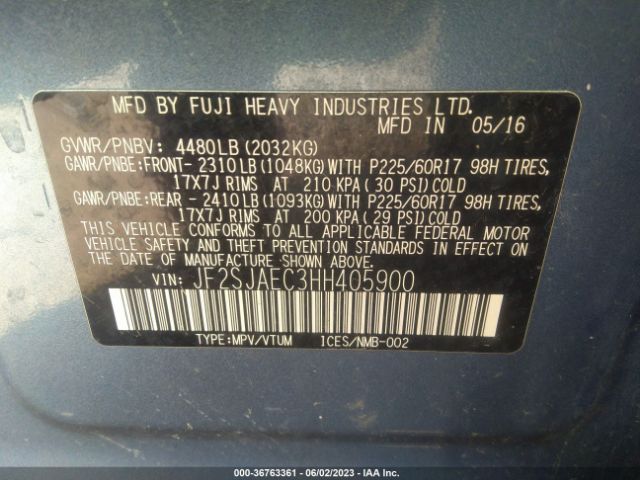 MFD BY FUJI HEAVY INDUSTRIES LTD.
MFD IN 05/16
GVWR/PNBV: 4480LB (2032KG)
GAWR/PNBE:FRONT- 2310LB (1048KG) WITH P225/60R17 98H TIRES,
17X7J RIMS AT 210 KPA (30 PSI) COLD
GAWR/PNBE:REAR - 2410LB (1093KG) WITH P225/60R17 98H TIRES,
17X7J RIMS AT 200 KPA (29 PSI) COLD
THIS VEHICLE CONFORMS TO ALL APPLICABLE FEDERAL MOTOR
VEHICLE SAFETY AND THEFT PREVENTION STANDARDS IN EFFECT ON
THE DATE OF MANUFACTURE SHOWN ABOVE.
VIN: JF2SJAEC3HH405900
TYPE:MPV/VTUM ICES/NMB-002
000-36763361 - 06/02/2023 - IAA Inc.